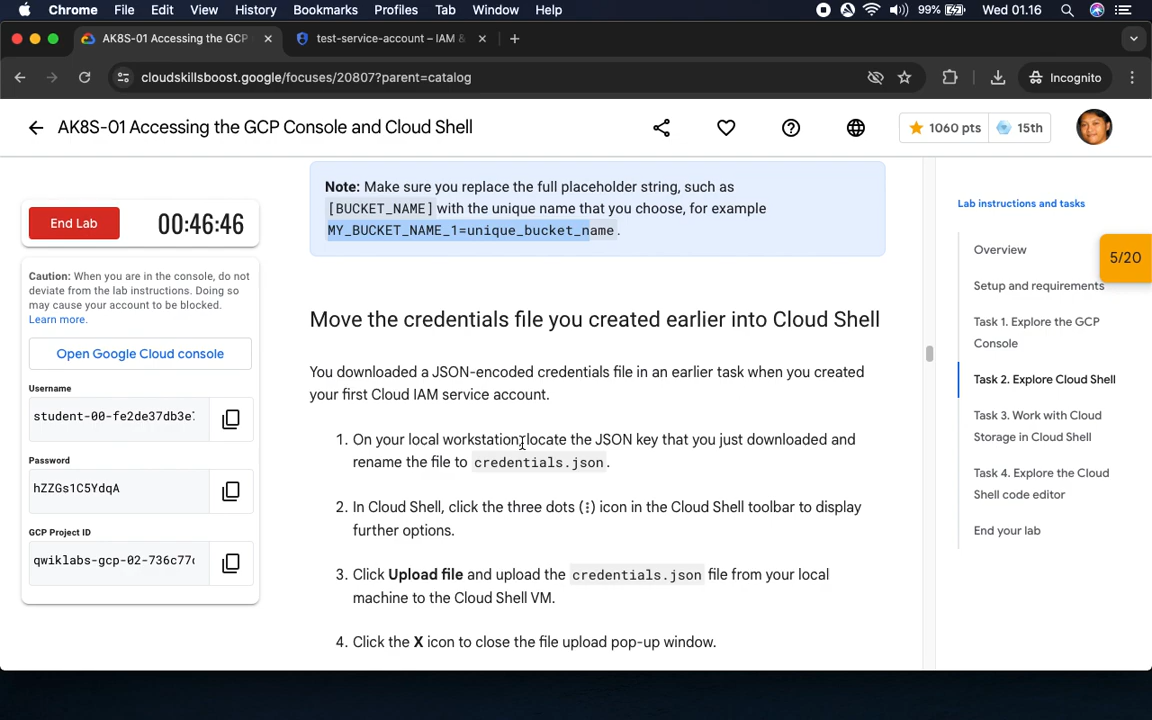 Chrome File Edit View History Bookmarks Profiles Tab Window Help 99% Wed 01.16
AK8S-01 Accessing the GCP
test-service-account – IAM &
cloudskillsboost.google/focuses/20807?parent=catalog
Incognito
AK8S-01 Accessing the GCP Console and Cloud Shell
1060 pts
15th
End Lab
00:46:46
Caution: When you are in the console, do not
deviate from the lab instructions. Doing so
may cause your account to be blocked.
Learn more.
Open Google Cloud console
Username
student-00-fe2de37db3e
Password
hZZGs1C5YdqA
GCP Project ID
qwiklabs-gcp-02-736c77
Note: Make sure you replace the full placeholder string, such as
[BUCKET_NAME] with the unique name that you choose, for example
MY_BUCKET_NAME_1=unique_bucket_name.
Move the credentials file you created earlier into Cloud Shell
You downloaded a JSON-encoded credentials file in an earlier task when you created
your first Cloud IAM service account.
1. On your local workstation, locate the JSON key that you just downloaded and
rename the file to credentials.json.
2. In Cloud Shell, click the three dots (⋮) icon in the Cloud Shell toolbar to display
further options.
3. Click Upload file and upload the credentials.json file from your local
machine to the Cloud Shell VM.
4. Click the X icon to close the file upload pop-up window.
Lab instructions and tasks
5/20
Overview
Setup and requirements
Task 1. Explore the GCP
Console
Task 2. Explore Cloud Shell
Task 3. Work with Cloud
Storage in Cloud Shell
Task 4. Explore the Cloud
Shell code editor
End your lab